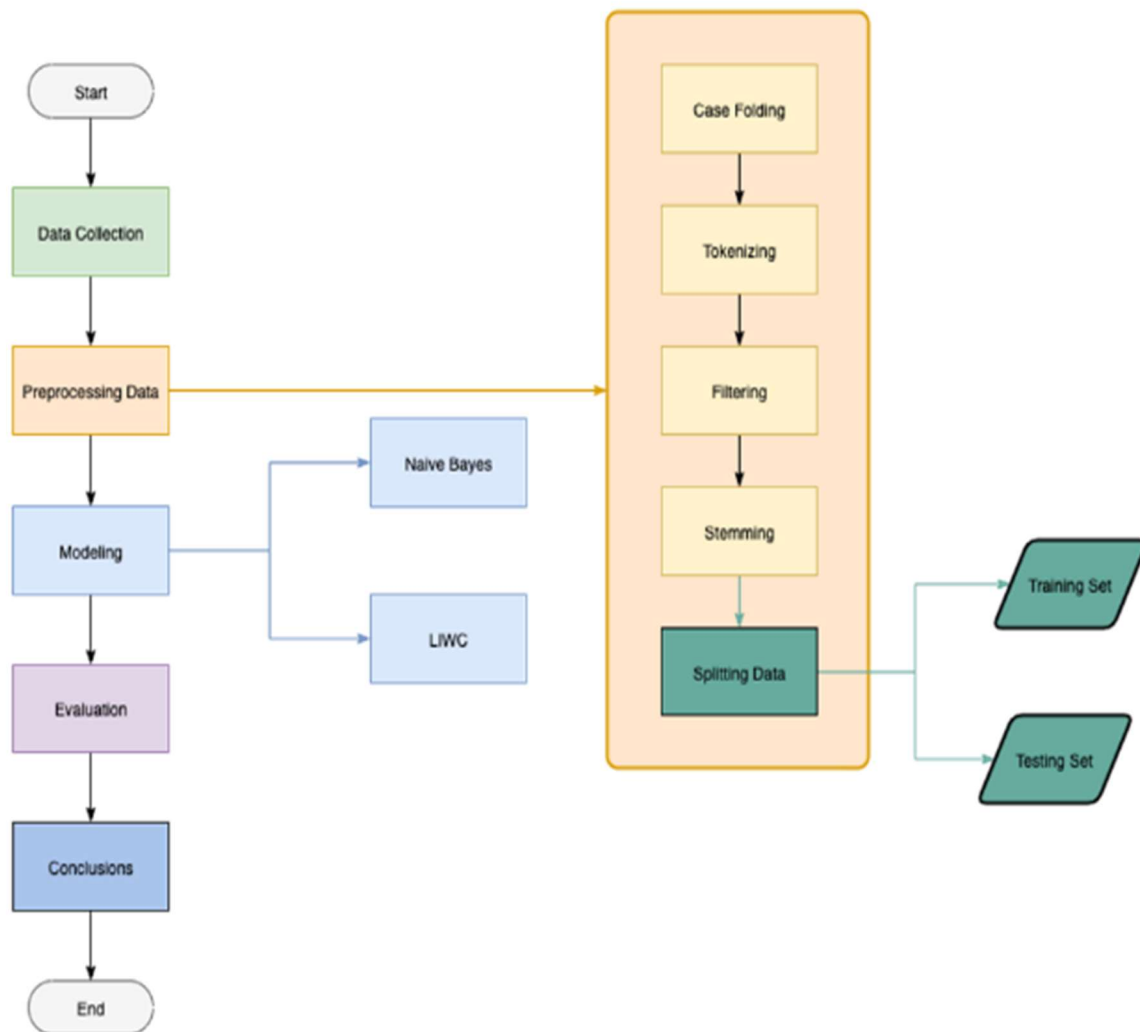 Start
Data Collection
Preprocessing Data
Modeling
Evaluation
Conclusions
End
Naive Bayes
LIWC
Case Folding
Tokenizing
Filtering
Stemming
Splitting Data
Training Set
Testing Set